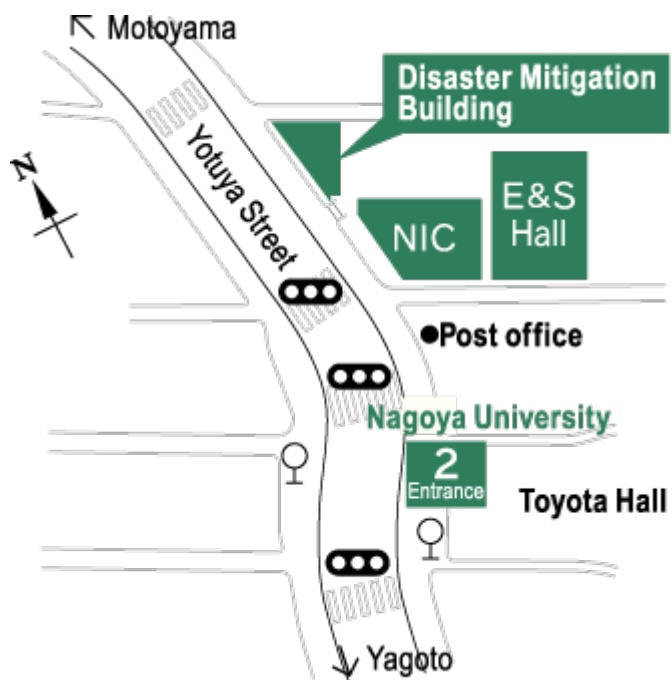 Motoyama
Disaster Mitigation
Building
N
Yotuya Street
E&S
Hall
NIC
Post office
Nagoya University
2
Entrance
Toyota Hall
Yagoto